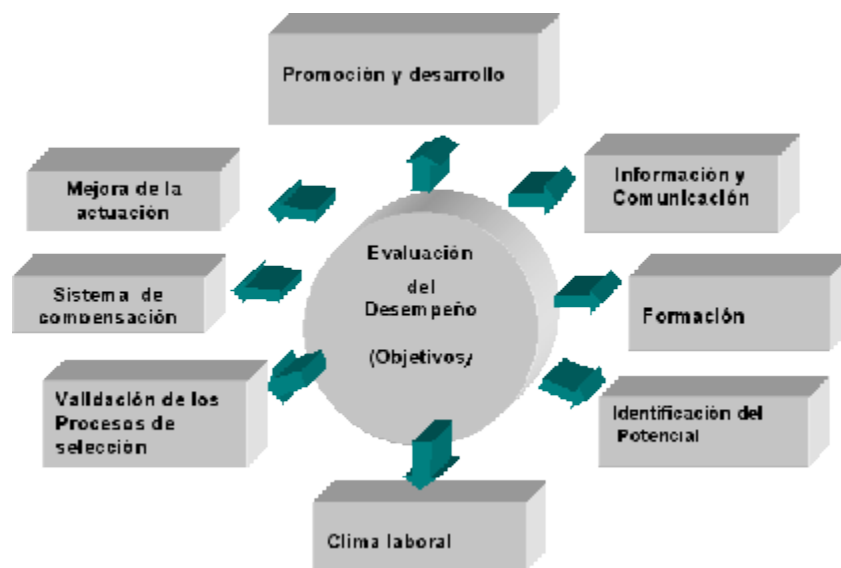 Promoción y desarrollo
Mejora de la
actuación
Información y
Comunicación
Evaluación
del
Desempeño
(Objetivos)
Sistema de
compensación
Formación
Validación de los
Procesos de
selección
Identificación del
Potencial
Clima laboral